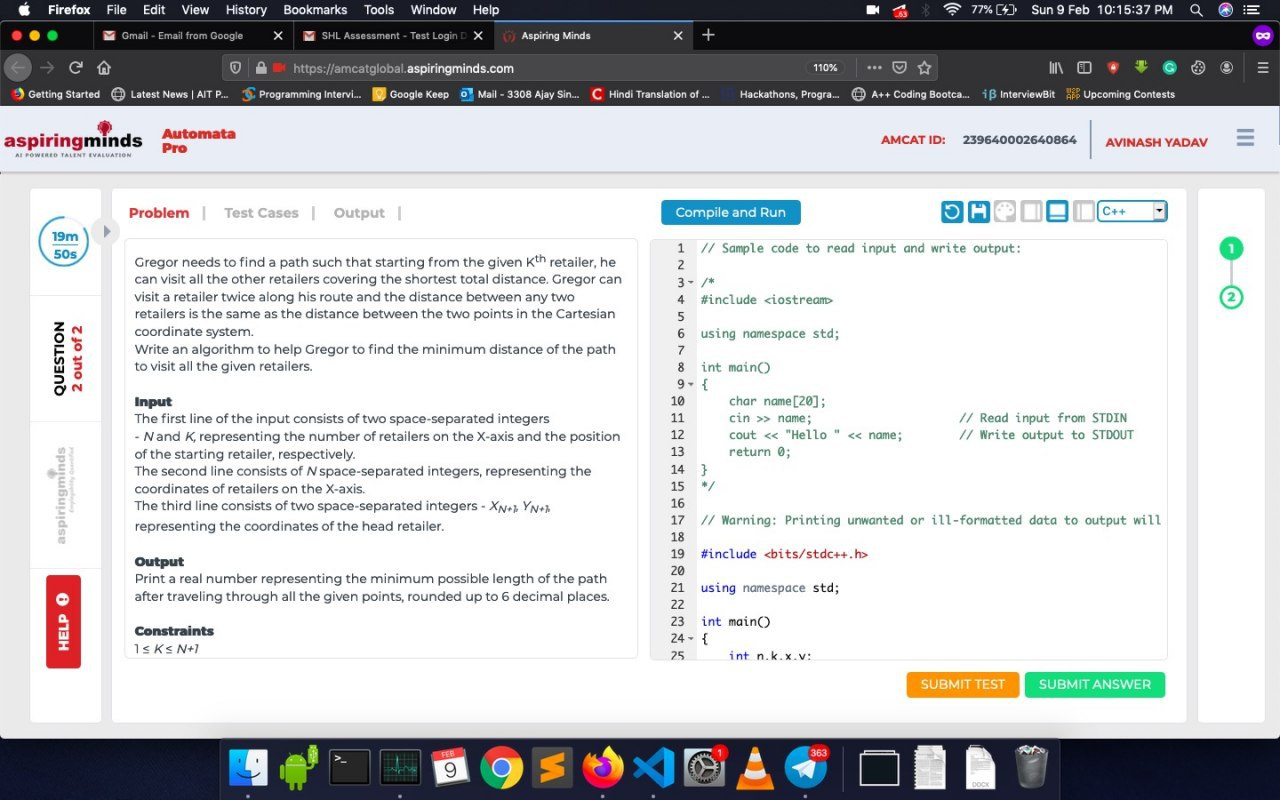 Firefox File Edit View History Bookmarks Tools Window Help 63 77% Sun 9 Feb 10:15:37 PM
Gmail - Email from Google SHL Assessment - Test Login D Aspiring Minds
https://amcatglobal.aspiringminds.com 110%
Getting Started Latest News | AIT P... Programming Intervi... Google Keep Mail - 3308 Ajay Sin... Hindi Translation of ... Hackathons, Progra... A++ Coding Bootca... InterviewBit Upcoming Contests
aspiringminds
AI POWERED TALENT EVALUATION
Automata
Pro
AMCAT ID: 239640002640864 AVINASH YADAV
19m
50s
QUESTION
2 out of 2
aspiringminds
HELP
Problem | Test Cases | Output |
Gregor needs to find a path such that starting from the given Kth retailer, he
can visit all the other retailers covering the shortest total distance. Gregor can
visit a retailer twice along his route and the distance between any two
retailers is the same as the distance between the two points in the Cartesian
coordinate system.
Write an algorithm to help Gregor to find the minimum distance of the path
to visit all the given retailers.
Input
The first line of the input consists of two space-separated integers
- N and K, representing the number of retailers on the X-axis and the position
of the starting retailer, respectively.
The second line consists of N space-separated integers, representing the
coordinates of retailers on the X-axis.
The third line consists of two space-separated integers - XN+1, YN+1,
representing the coordinates of the head retailer.
Output
Print a real number representing the minimum possible length of the path
after traveling through all the given points, rounded up to 6 decimal places.
Constraints
1 ≤ K ≤ N+1
Compile and Run
C++
1 // Sample code to read input and write output:
2
3 /*
4 #include <iostream>
5
6 using namespace std;
7
8 int main()
9 {
10 char name[20];
11 cin >> name; // Read input from STDIN
12 cout << "Hello " << name; // Write output to STDOUT
13 return 0;
14 }
15 */
16
17 // Warning: Printing unwanted or ill-formatted data to output will
18
19 #include <bits/stdc++.h>
20
21 using namespace std;
22
23 int main()
24 {
25 int n,k,x,y;
SUBMIT TEST SUBMIT ANSWER
1
2
FEB
9
1
363
DOCX